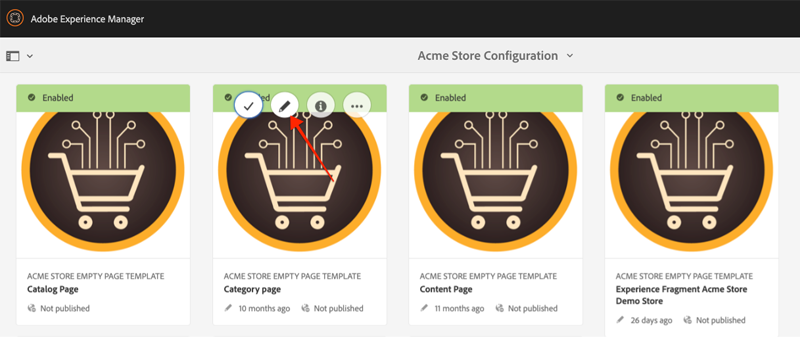 Adobe Experience Manager
Acme Store Configuration
Enabled
Enabled
Enabled
Enabled
ACME STORE EMPTY PAGE TEMPLATE
Catalog Page
Not published
ACME STORE EMPTY PAGE TEMPLATE
Category page
10 months ago Not published
ACME STORE EMPTY PAGE TEMPLATE
Content Page
11 months ago Not published
ACME STORE EMPTY PAGE TEMPLATE
Experience Fragment Acme Store
Demo Store
26 days ago Not published